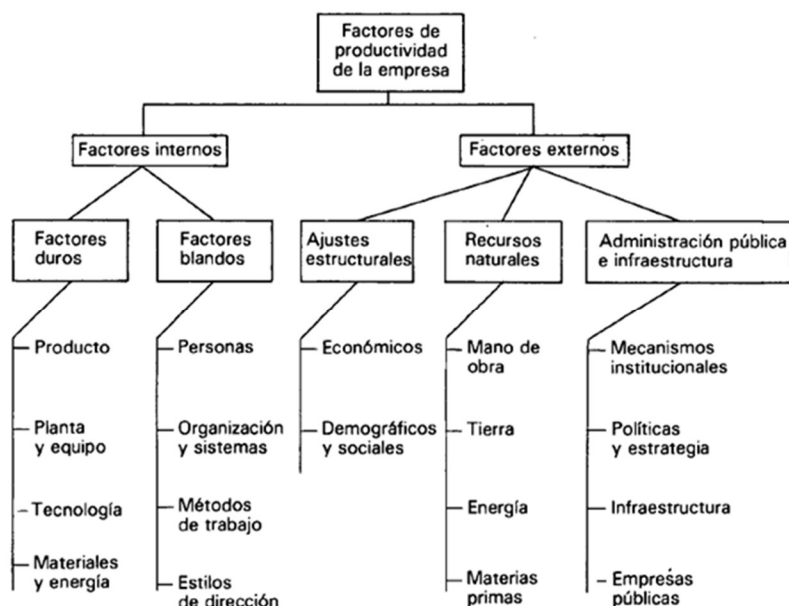 Factores de
productividad
de la empresa
Factores internos
Factores externos
Factores
duros
Factores
blandos
Ajustes
estructurales
Recursos
naturales
Administración pública
e infraestructura
Producto
Planta
y equipo
Tecnología
Materiales
y energía
Personas
Organización
y sistemas
Métodos
de trabajo
Estilos
de dirección
Económicos
Demográficos
y sociales
Mano de
obra
Tierra
Energía
Materias
primas
Mecanismos
institucionales
Políticas
y estrategia
Infraestructura
Empresas
públicas